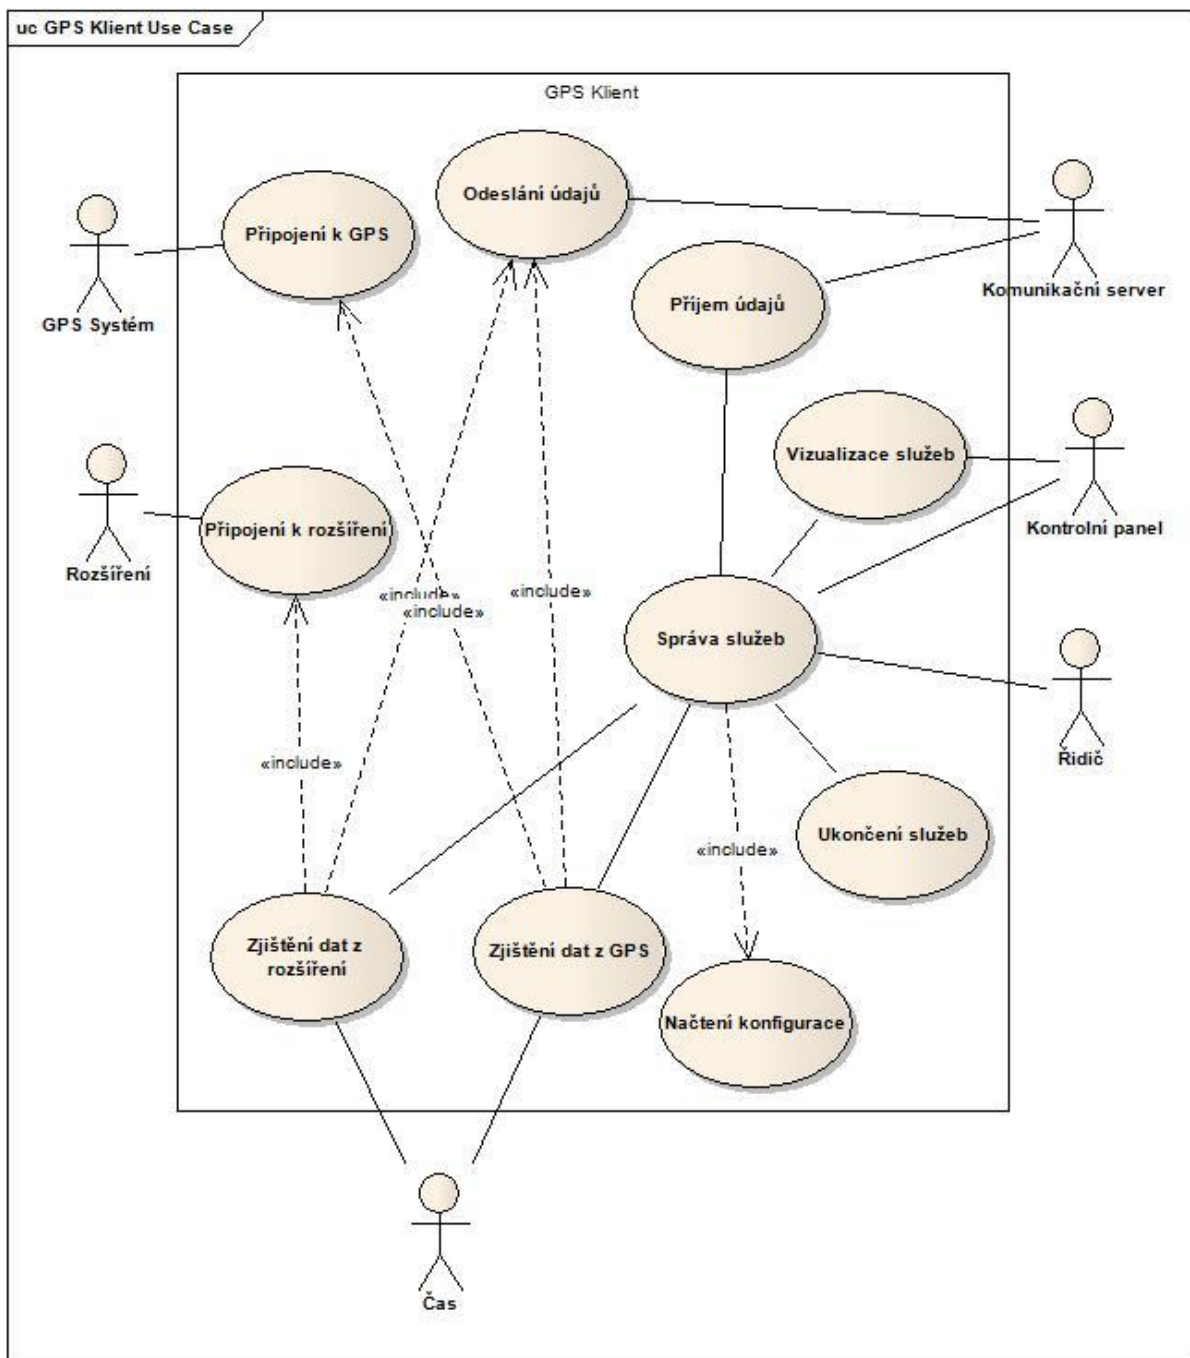 uc GPS Klient Use Case
GPS Klient
Odeslání údajů
Připojení k GPS
GPS Systém
Komunikační server
Příjem údajů
Vizualizace služeb
Kontrolní panel
Připojení k rozšíření
Rozšíření
«include»
«include»
«include»
Správa služeb
Řidič
«include»
Ukončení služeb
«include»
Zjištění dat z
rozšíření
Zjištění dat z GPS
Načtení konfigurace
Čas